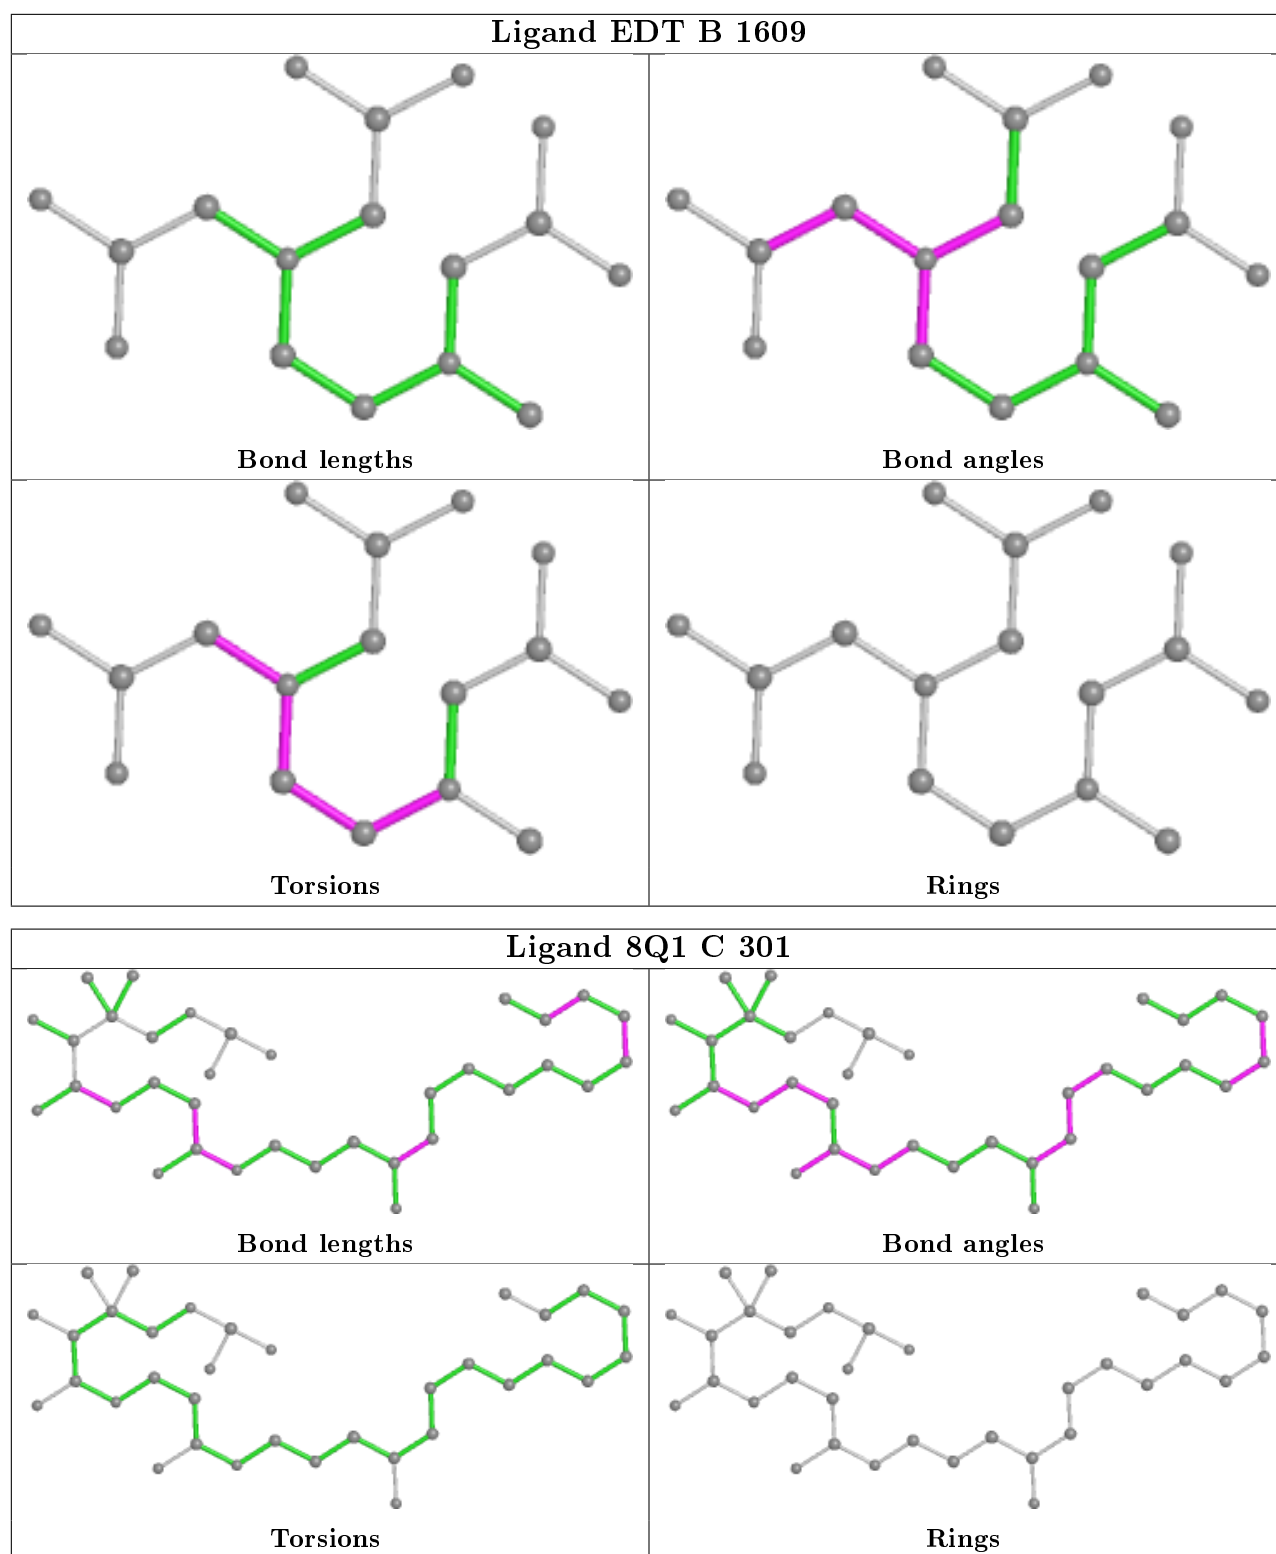 Ligand EDT B 1609
Bond lengths
Bond angles
Torsions
Rings
Ligand 8Q1 C 301
Bond lengths
Bond angles
Torsions
Rings